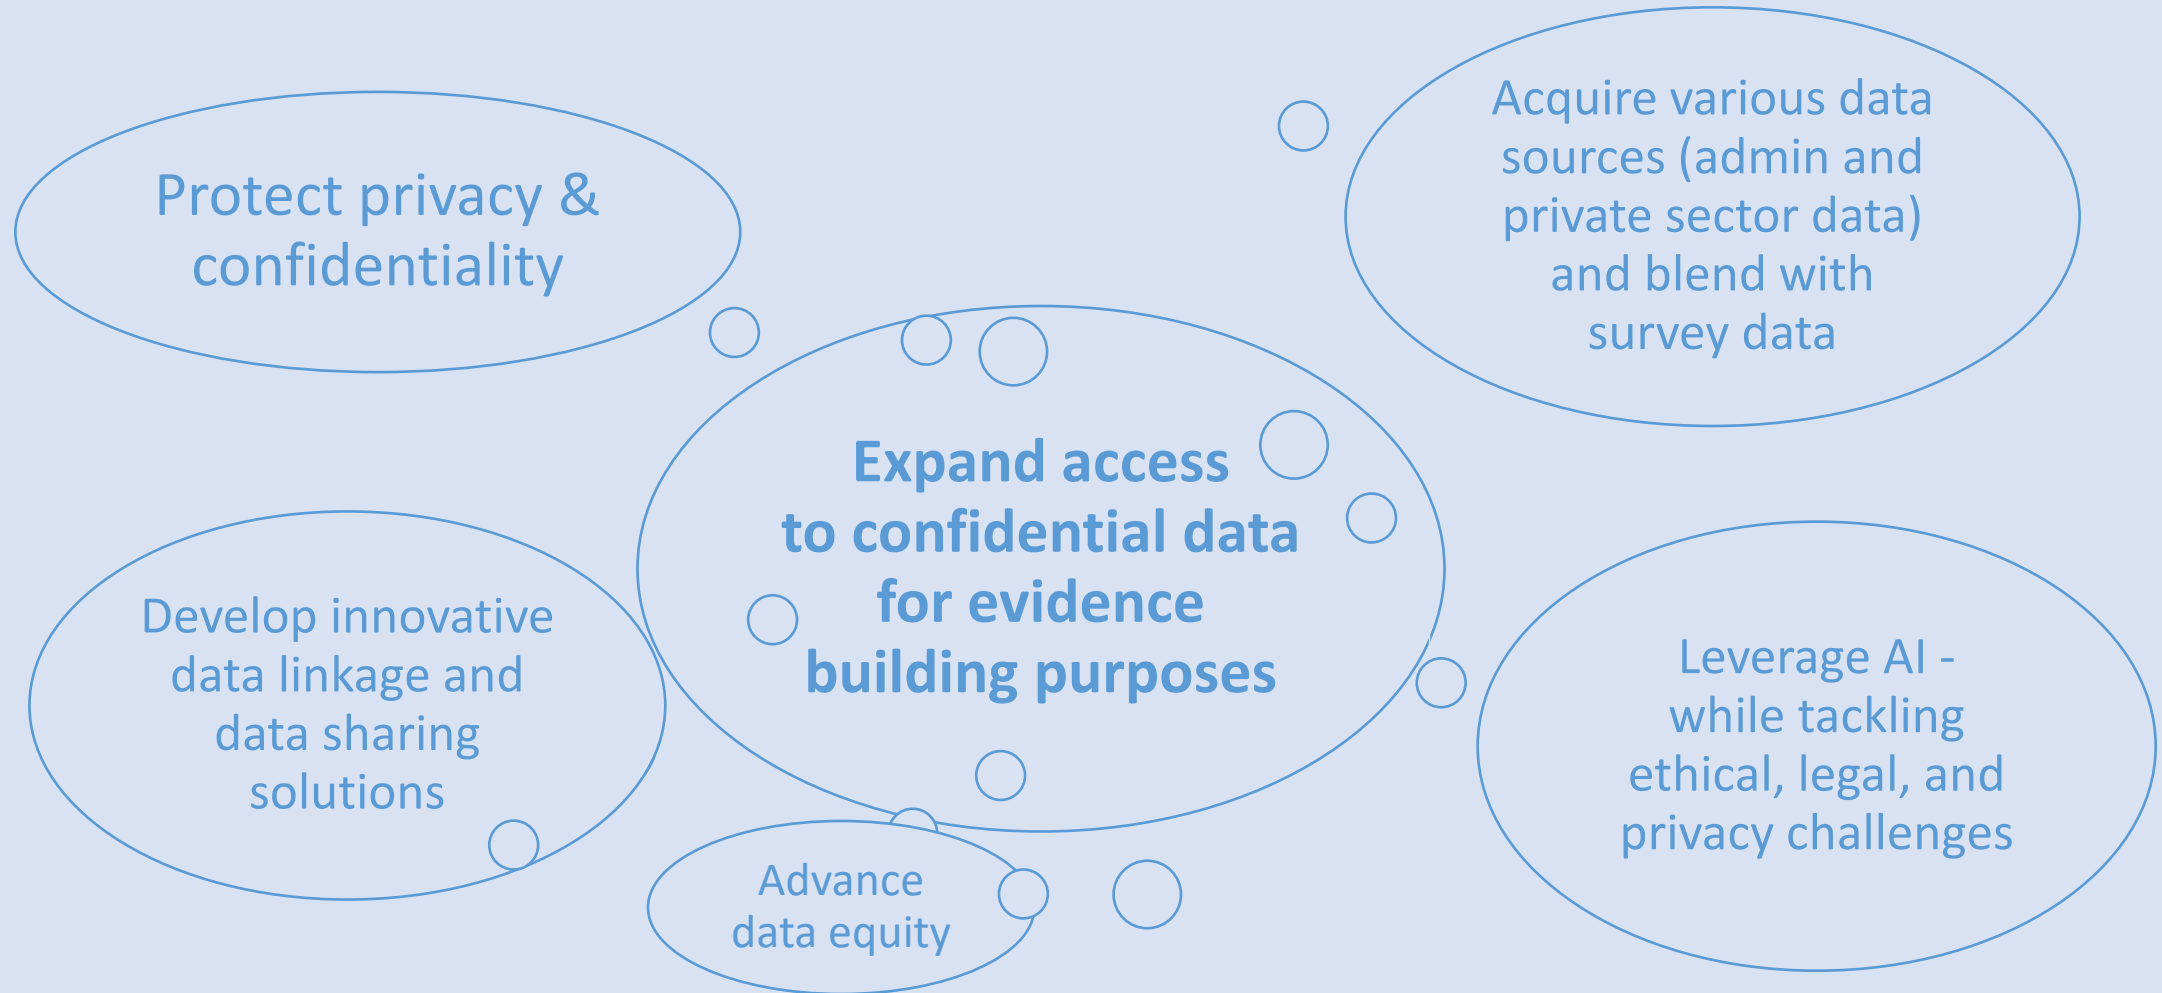 Protect privacy &
confidentiality
Acquire various data
sources (admin and
private sector data)
and blend with
survey data
Expand access
to confidential data
for evidence
building purposes
Develop innovative
data linkage and
data sharing
solutions
Leverage AI -
while tackling
ethical, legal, and
privacy challenges
Advance
data equity